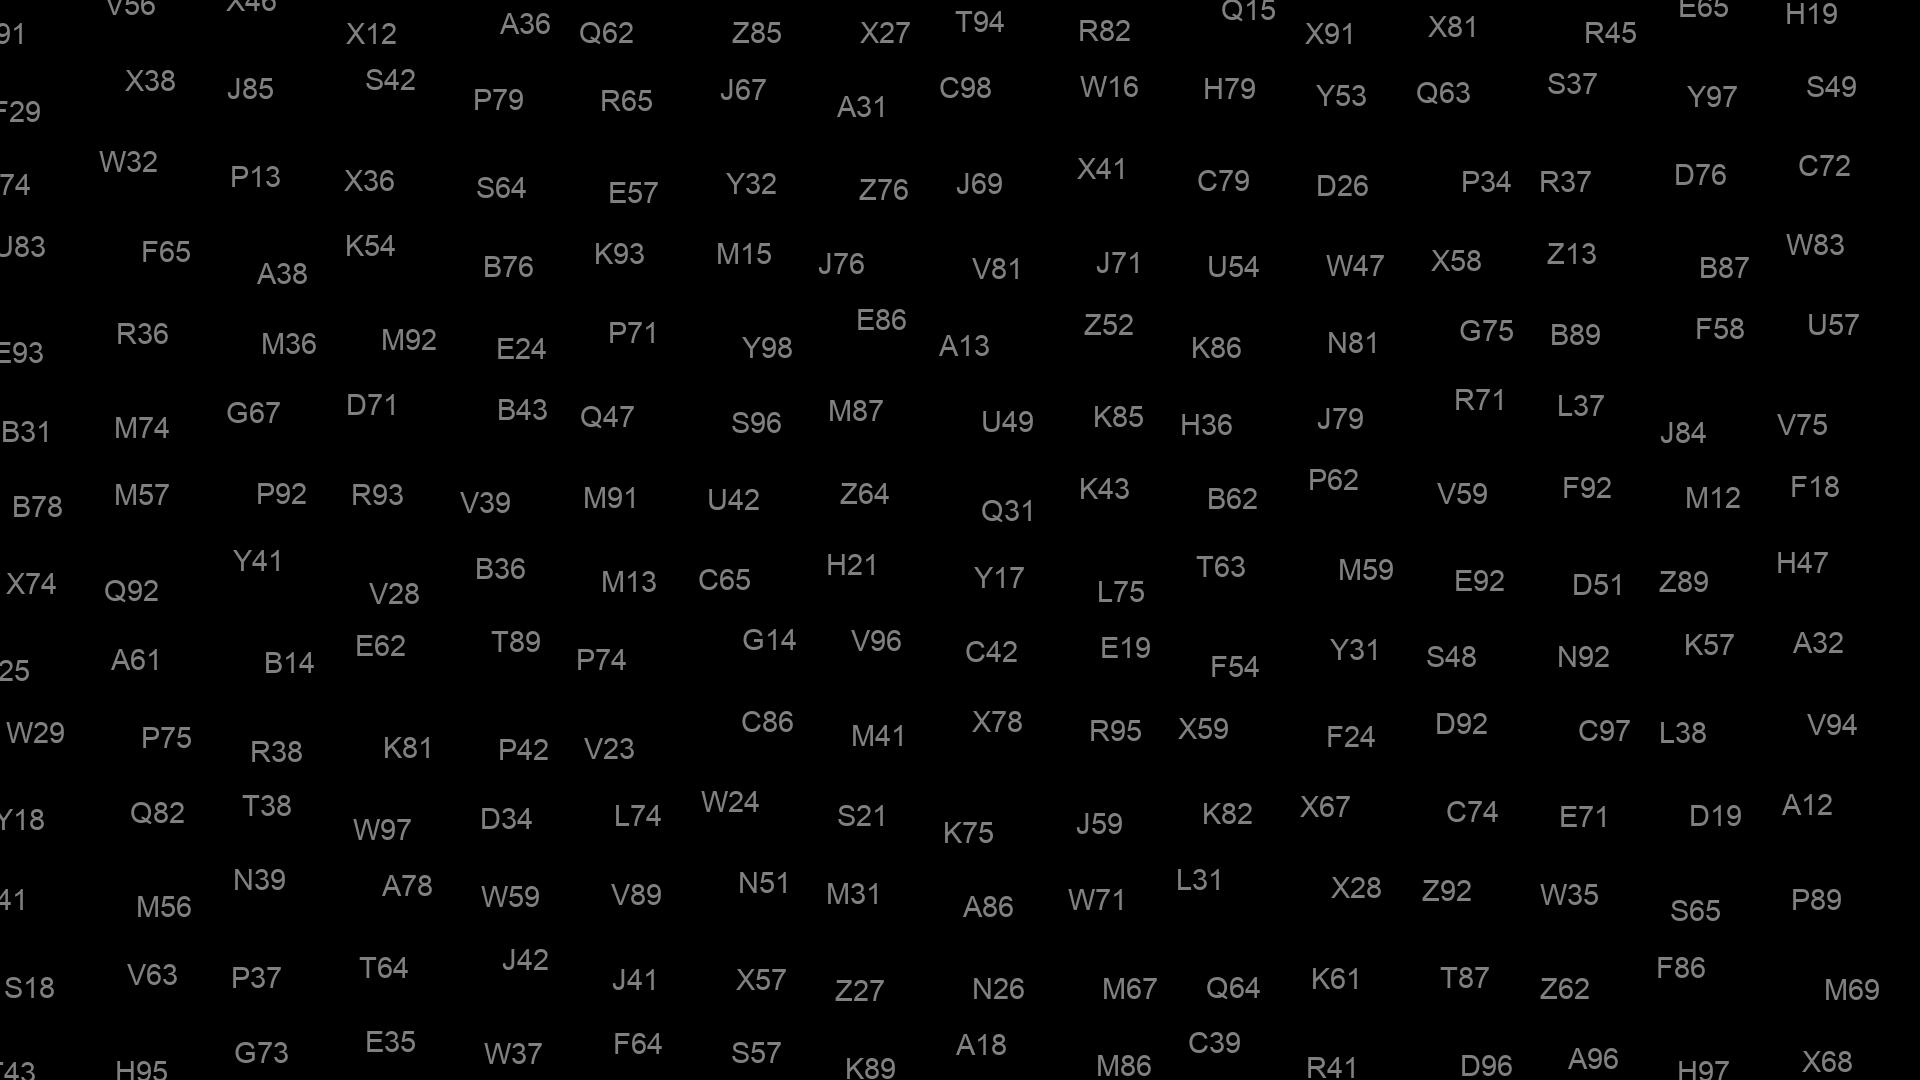 V56 X46 X12 A36 Q62 Z85 X27 T94 R82 Q15 X91 X81 R45 E65 H19
X38 J85 S42 P79 R65 J67 A31 C98 W16 H79 Y53 Q63 S37 Y97 S49
W32 P13 X36 S64 E57 Y32 Z76 J69 X41 C79 D26 P34 R37 D76 C72
U83 F65 A38 K54 B76 K93 M15 J76 V81 J71 U54 W47 X58 Z13 B87 W83
E93 R36 M36 M92 E24 P71 Y98 E86 A13 Z52 K86 N81 G75 B89 F58 U57
B31 M74 G67 D71 B43 Q47 S96 M87 U49 K85 H36 J79 R71 L37 J84 V75
B78 M57 P92 R93 V39 M91 U42 Z64 Q31 K43 B62 P62 V59 F92 M12 F18
X74 Q92 Y41 V28 B36 M13 C65 H21 Y17 L75 T63 M59 E92 D51 Z89 H47
25 A61 B14 E62 T89 P74 G14 V96 C42 E19 F54 Y31 S48 N92 K57 A32
W29 P75 R38 K81 P42 V23 C86 M41 X78 R95 X59 F24 D92 C97 L38 V94
Y18 Q82 T38 W97 D34 L74 W24 S21 K75 J59 K82 X67 C74 E71 D19 A12
41 M56 N39 A78 W59 V89 N51 M31 A86 W71 L31 X28 Z92 W35 S65 P89
S18 V63 P37 T64 J42 J41 X57 Z27 N26 M67 Q64 K61 T87 Z62 F86 M69
43 H95 G73 E35 W37 F64 S57 K89 A18 M86 C39 R41 D96 A96 H97 X68